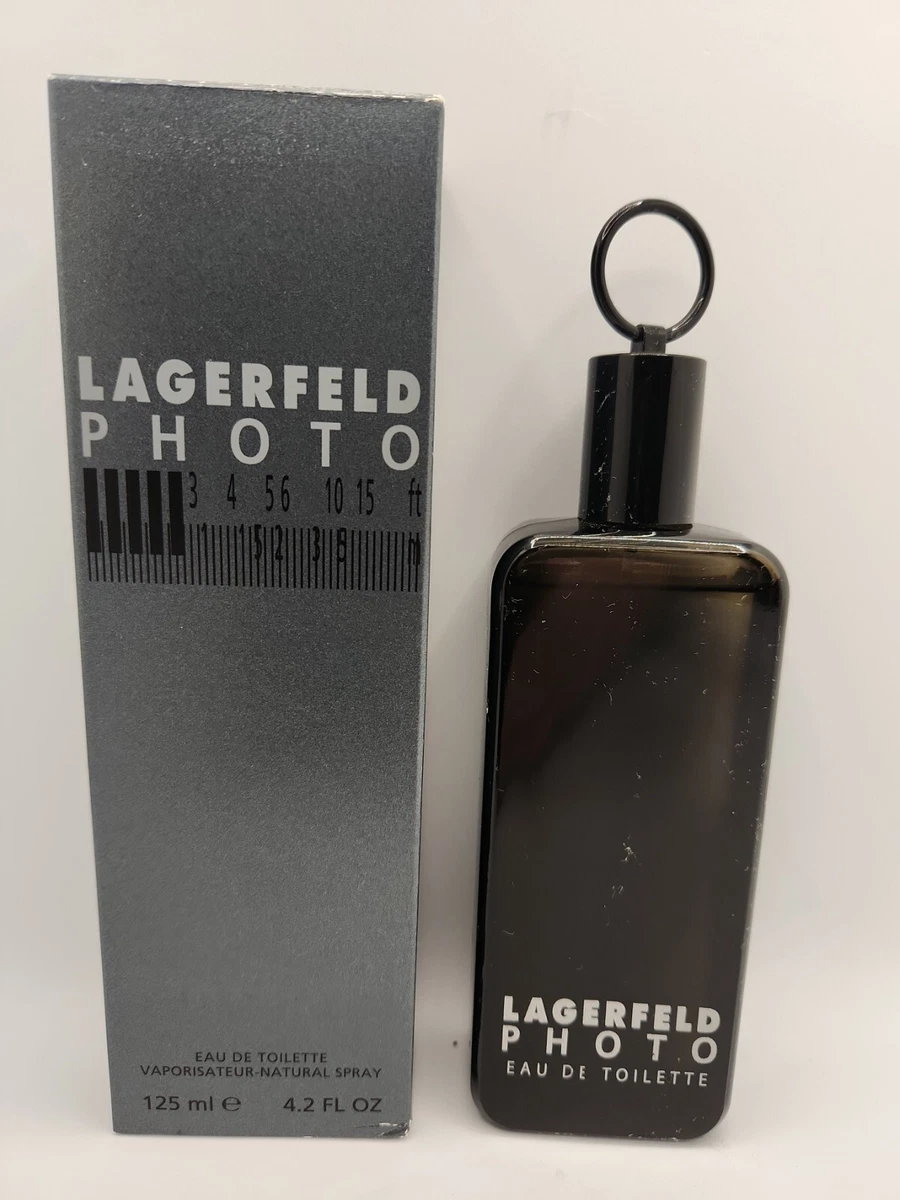 LAGERFELD
PHOTO
3 4 56 10 15 ft
1 1 5 2 3 5 m
EAU DE TOILETTE
VAPORISATEUR-NATURAL SPRAY
125 ml ℮ 4.2 FL OZ
LAGERFELD
PHOTO
EAU DE TOILETTE